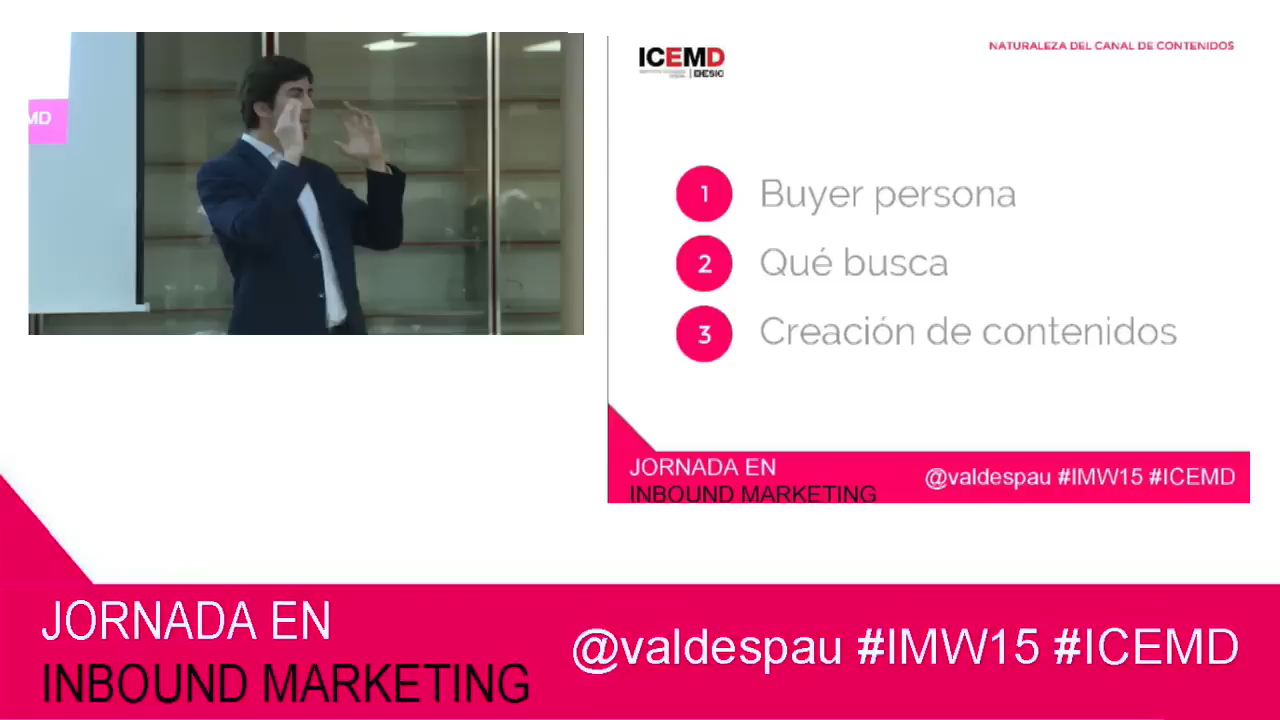 MD
ICEMD
ESIC
NATURALEZA DEL CANAL DE CONTENIDOS
1 Buyer persona
2 Qué busca
3 Creación de contenidos
JORNADA EN
INBOUND MARKETING
@valdespau #IMW15 #ICEMD
JORNADA EN
INBOUND MARKETING
@valdespau #IMW15 #ICEMD